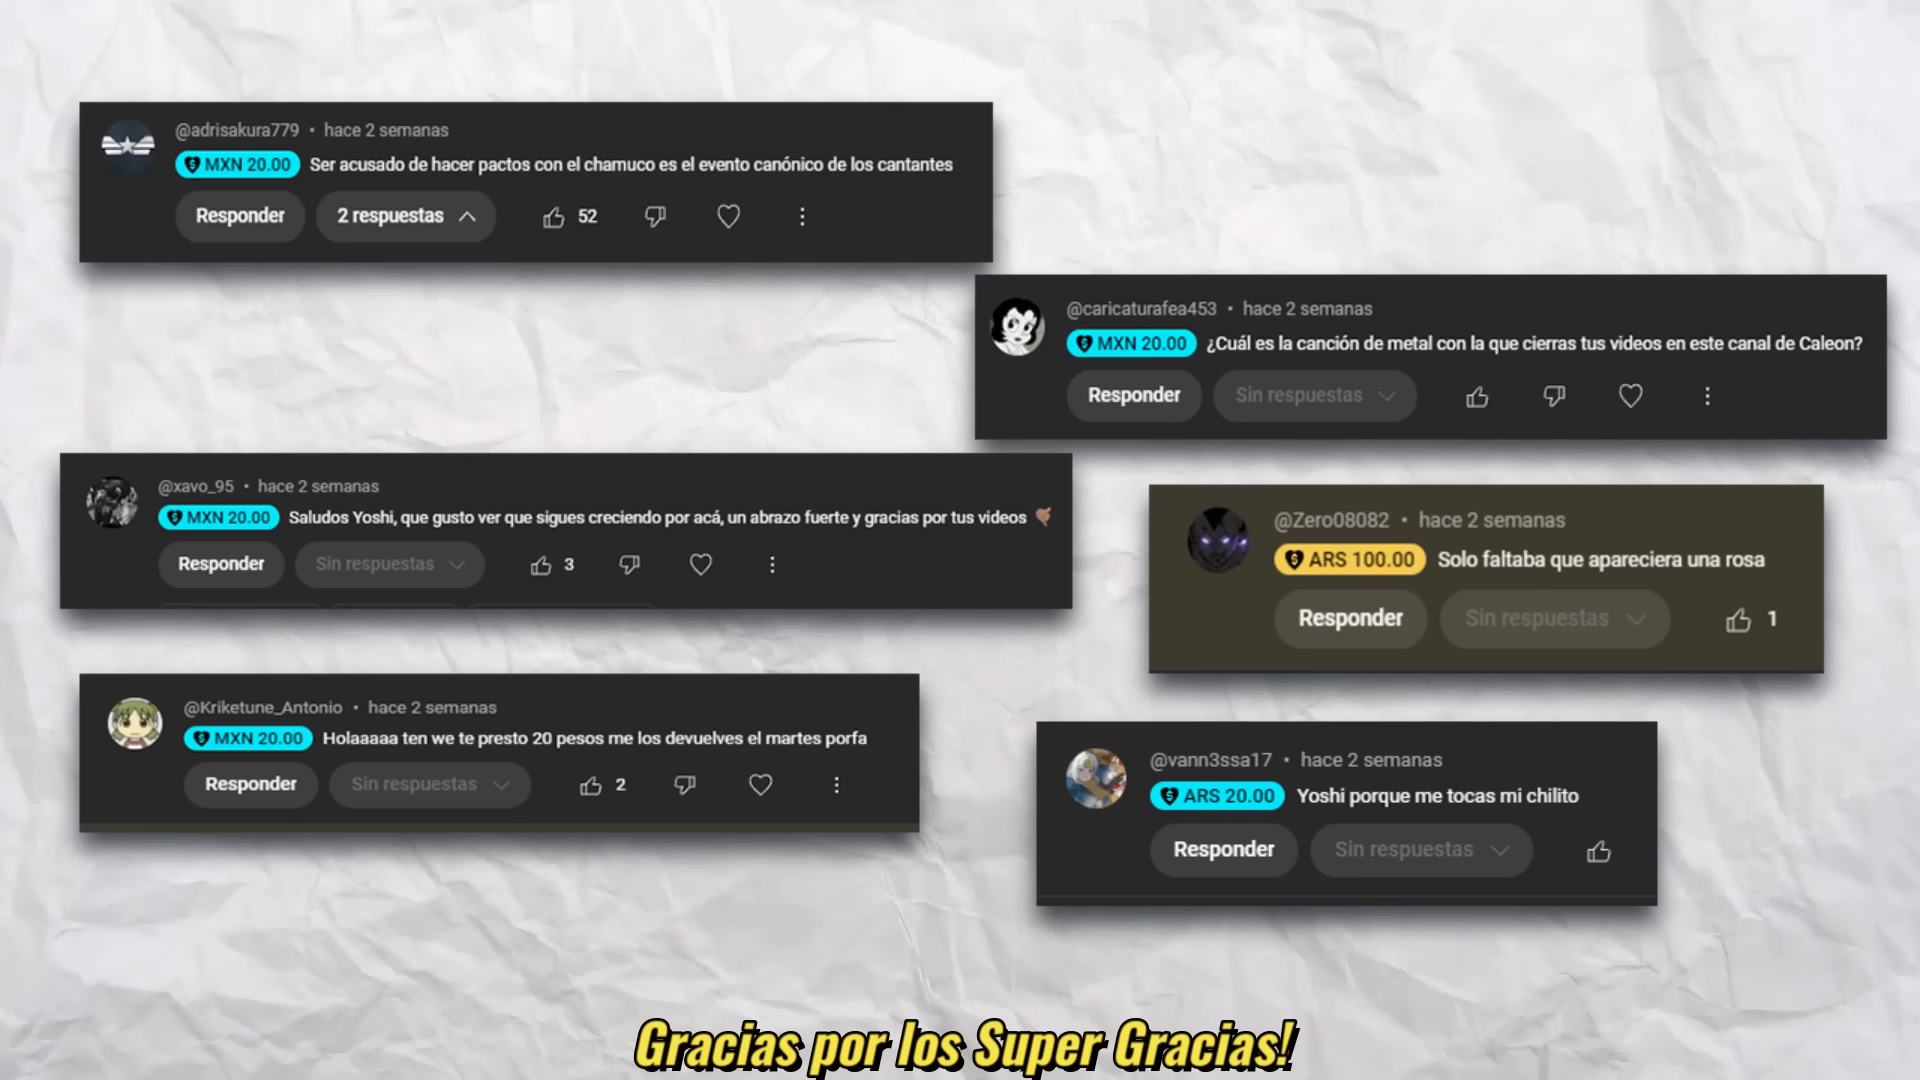 @adrisakura779 • hace 2 semanas
MXN 20.00 Ser acusado de hacer pactos con el chamuco es el evento canónico de los cantantes
Responder 2 respuestas 52
@caricaturafea453 • hace 2 semanas
MXN 20.00 ¿Cuál es la canción de metal con la que cierras tus videos en este canal de Caleon?
Responder Sin respuestas
@xavo_95 • hace 2 semanas
MXN 20.00 Saludos Yoshi, que gusto ver que sigues creciendo por acá, un abrazo fuerte y gracias por tus videos
Responder Sin respuestas 3
@Zero08082 • hace 2 semanas
ARS 100.00 Solo faltaba que apareciera una rosa
Responder Sin respuestas 1
@Kriketune_Antonio • hace 2 semanas
MXN 20.00 Holaaaaa ten we te presto 20 pesos me los devuelves el martes porfa
Responder Sin respuestas 2
@vann3ssa17 • hace 2 semanas
ARS 20.00 Yoshi porque me tocas mi chilito
Responder Sin respuestas
Gracias por los Super Gracias!